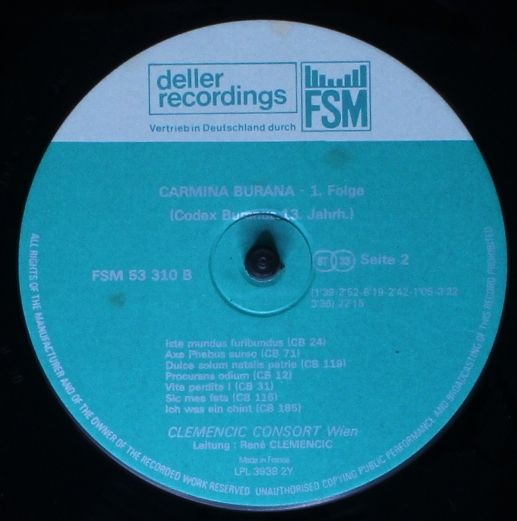 deller
recordings
FSM
Vertrieb in Deutschland durch
CARMINA BURANA - 1. Folge
(Codex Buranus 13. Jahrh.)
FSM 53 310 B
ST 33 Seite 2
(1'39-2'52-6'19-2'42-1'05-3'22
3'36) 22'15
Iste mundus furibundus (CB 24)
Axe Phebus aureo (CB 71)
Dulce solum natalis patrie (CB 119)
Procurans odium (CB 12)
Vite perdite I (CB 31)
Sic mea fata (CB 116)
Ich was ein chint (CB 185)
CLEMENCIC CONSORT Wien
Leitung : René CLEMENCIC
Made in France
LPL 3938 2Y
ALL RIGHTS OF THE MANUFACTURER AND OF THE OWNER OF THE RECORDED WORK RESERVED UNAUTHORISED COPYING PUBLIC PERFORMANCE AND BROADCASTING OF THIS RECORD PROHIBITED